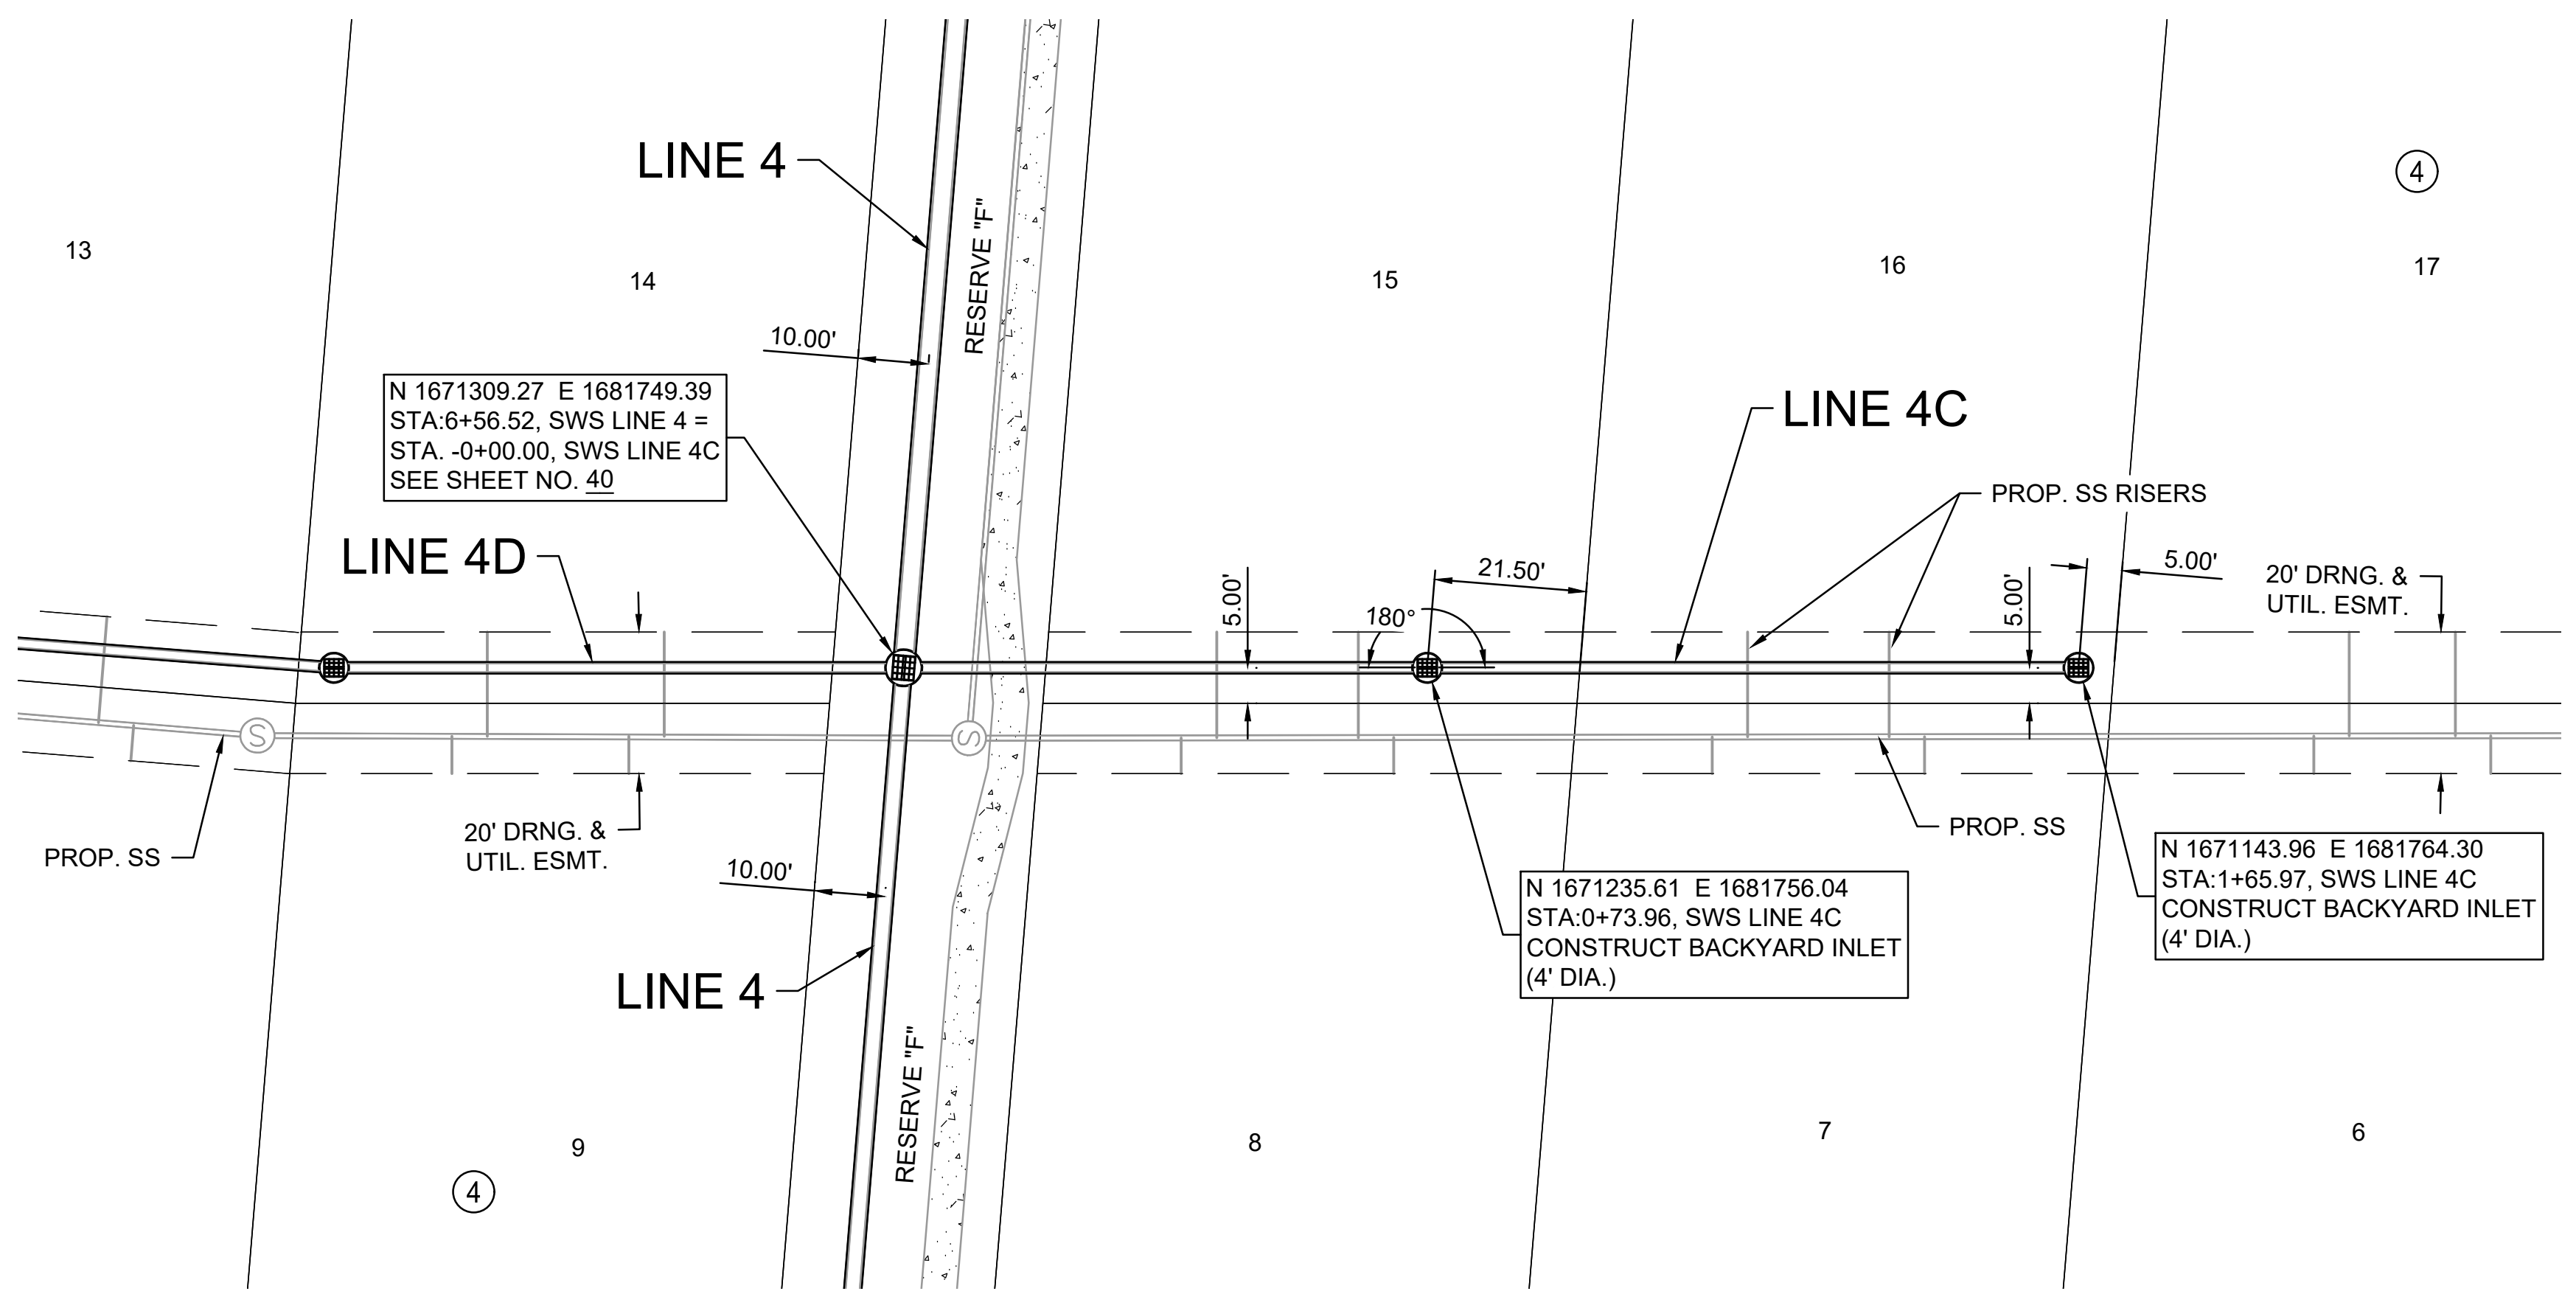 LINE 4
4
13
14
15
16
17
RESERVE "F"
10.00'
N 1671309.27  E 1681749.39
STA:6+56.52, SWS LINE 4 =
STA. -0+00.00, SWS LINE 4C
SEE SHEET NO. 40
LINE 4C
PROP. SS RISERS
LINE 4D
21.50'
5.00'
20' DRNG. &
UTIL. ESMT.
5.00'
180°
5.00'
S
S
20' DRNG. &
UTIL. ESMT.
PROP. SS
PROP. SS
10.00'
N 1671235.61  E 1681756.04
STA:0+73.96, SWS LINE 4C
CONSTRUCT BACKYARD INLET
(4' DIA.)
N 1671143.96  E 1681764.30
STA:1+65.97, SWS LINE 4C
CONSTRUCT BACKYARD INLET
(4' DIA.)
LINE 4
RESERVE "F"
9
8
7
6
4